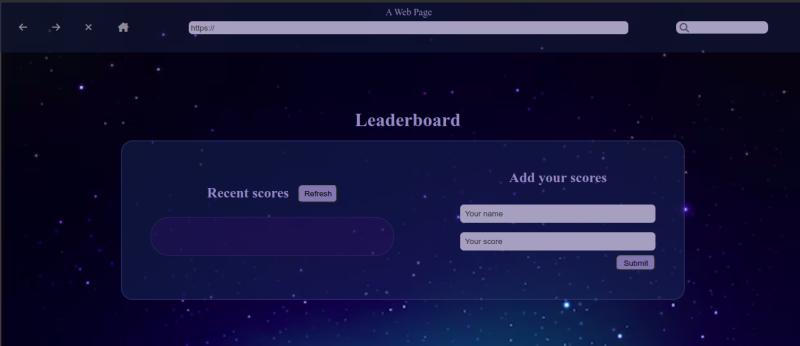 A Web Page
https://
Leaderboard
Recent scores
Refresh
Add your scores
Your name
Your score
Submit